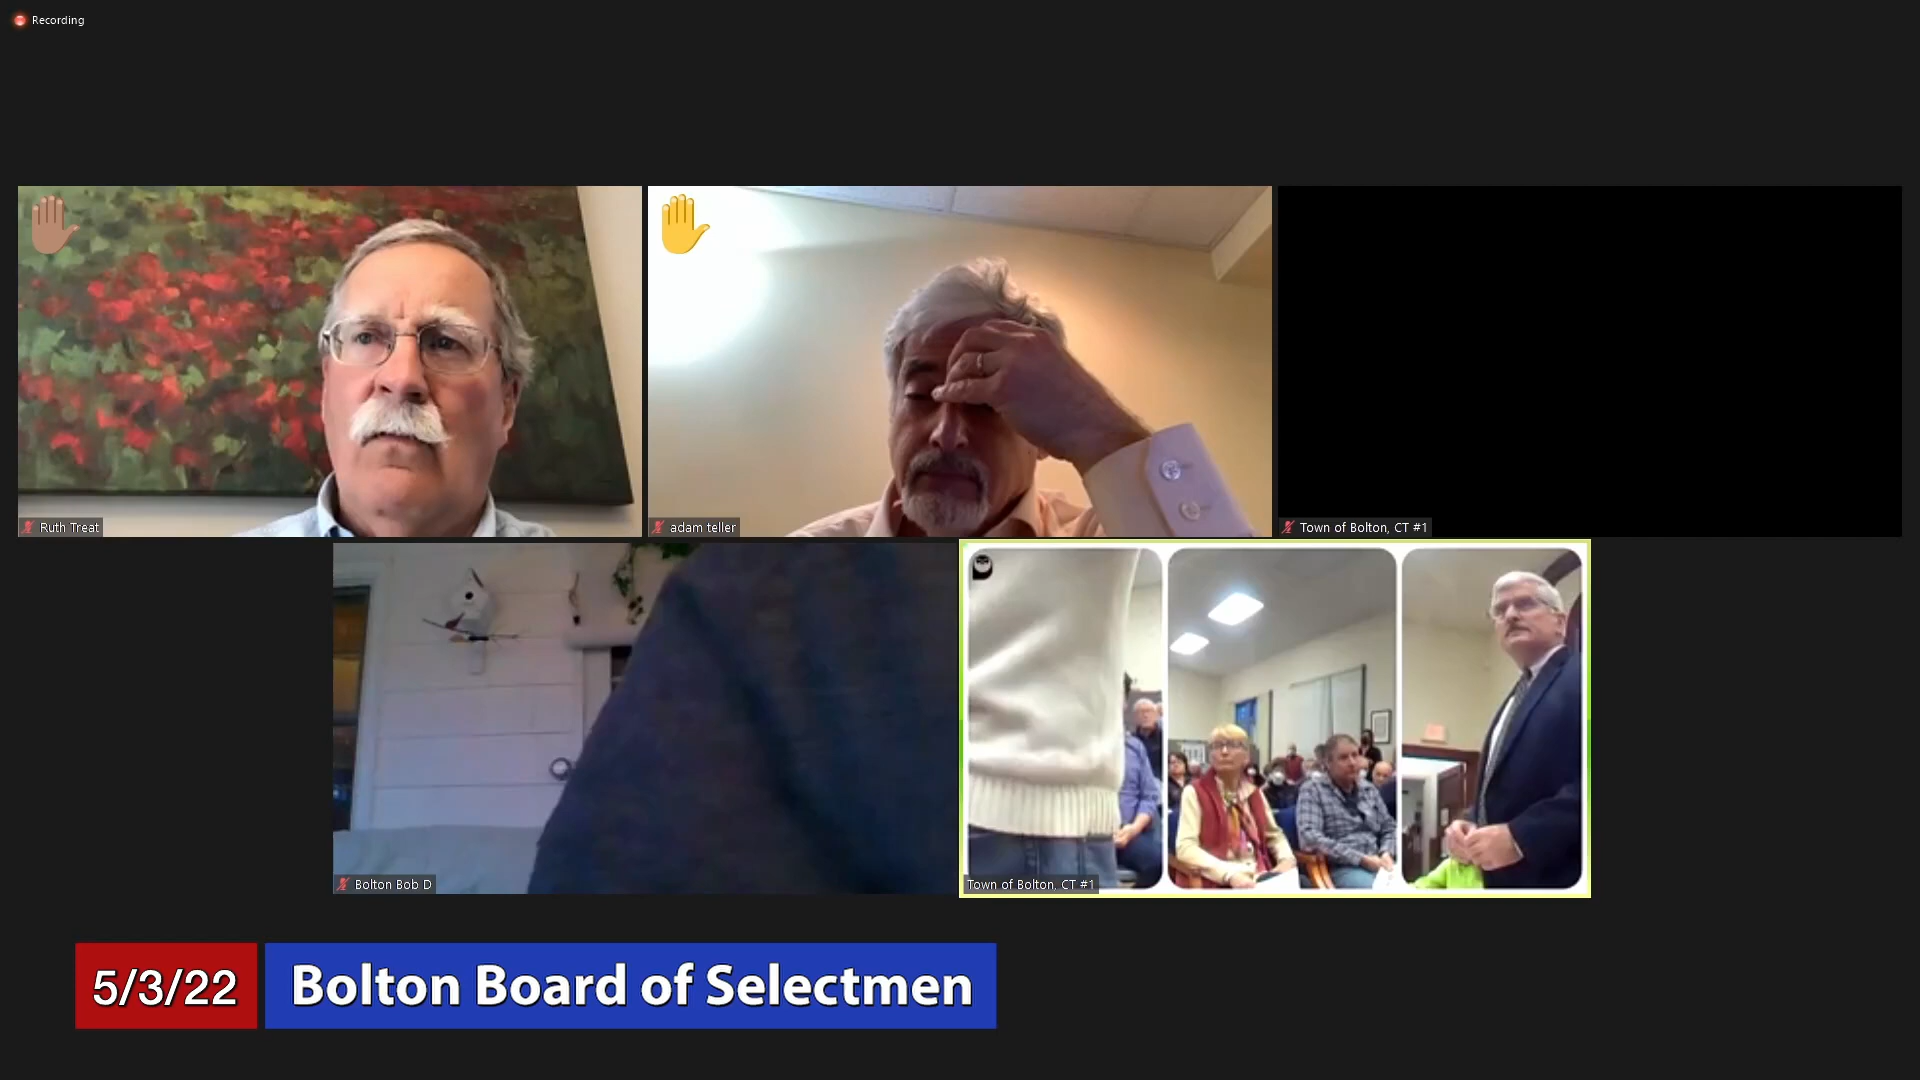 Recording
Ruth Treat
adam teller
Town of Bolton, CT #1
Bolton Bob D
Town of Bolton, CT #1
5/3/22
Bolton Board of Selectmen